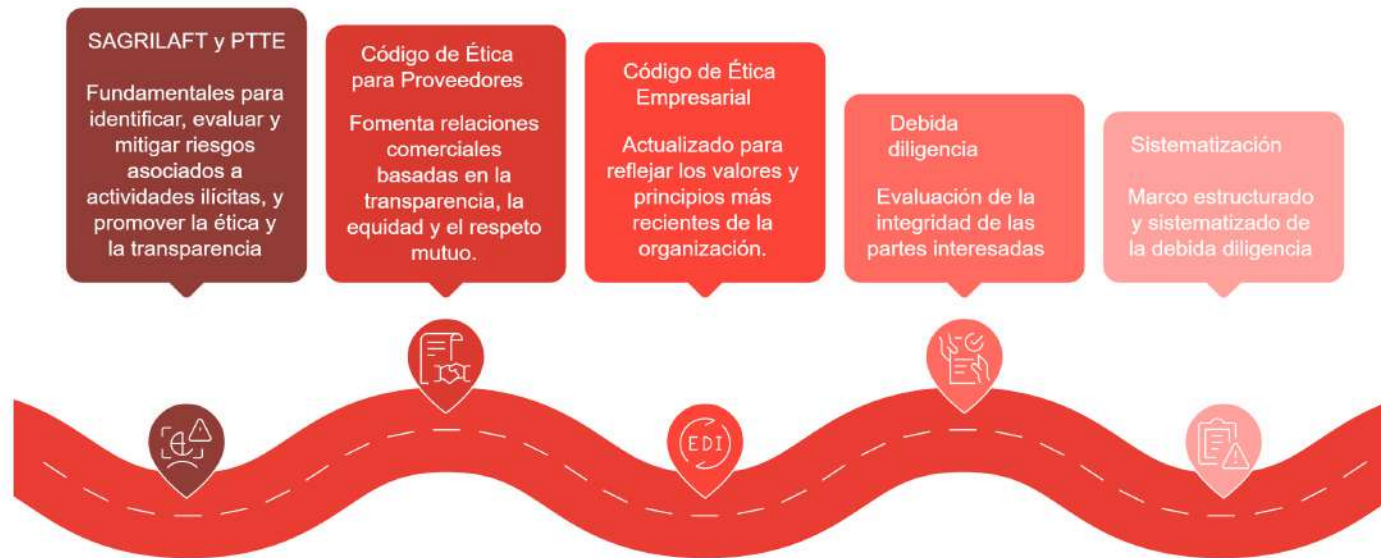 SAGRILAFT y PTTE
Fundamentales para
identificar, evaluar y
mitigar riesgos
asociados a
actividades ilícitas, y
promover la ética y
la transparencia
Código de Ética
para Proveedores
Fomenta relaciones
comerciales
basadas en la
transparencia, la
equidad y el respeto
mutuo.
Código de Ética
Empresarial
Actualizado para
reflejar los valores y
principios más
recientes de la
organización.
Debida
diligencia
Evaluación de la
integridad de las
partes interesadas
Sistematización
Marco estructurado
y sistematizado de
la debida diligencia
EDI